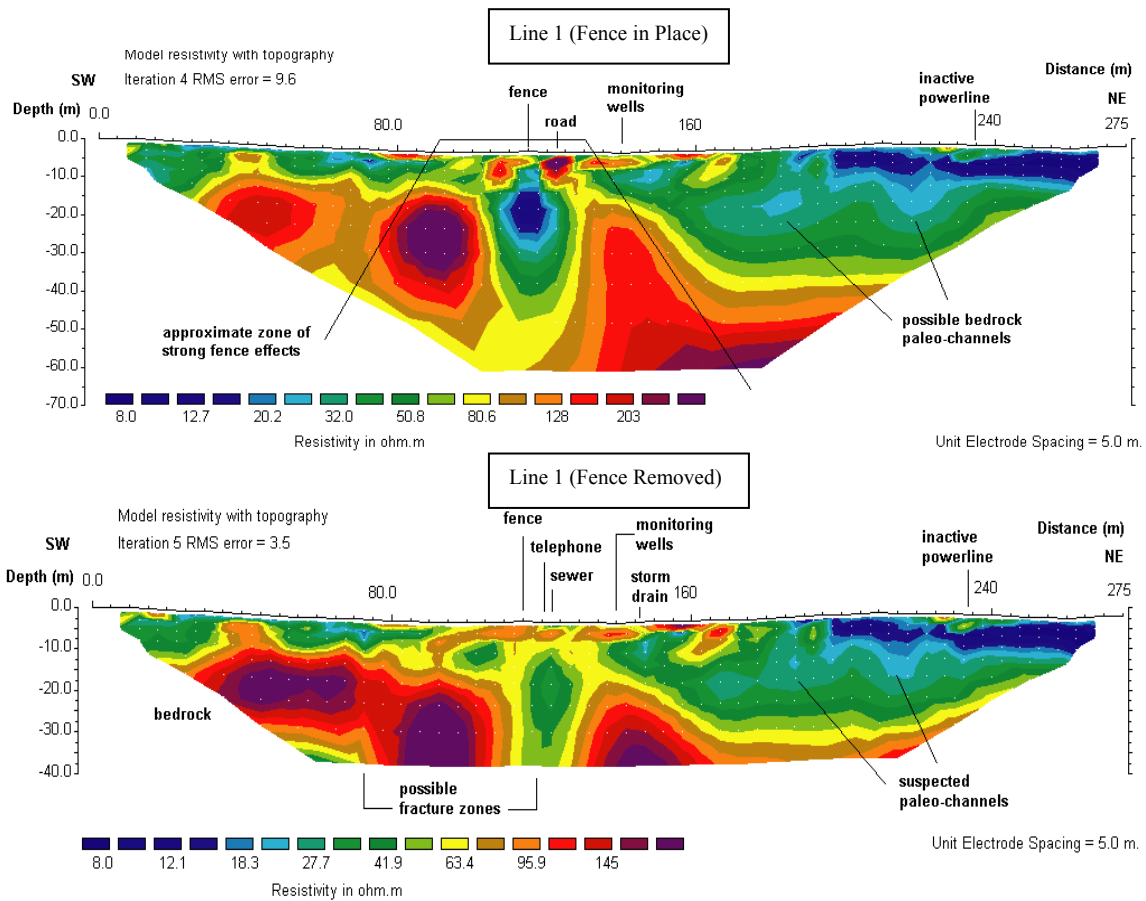 Line 1 (Fence in Place)
Model resistivity with topography
Iteration 4 RMS error = 9.6
SW
Depth (m)
0.0
80.0
fence
road
monitoring
wells
160
inactive
powerline
240
Distance (m)
NE
275
0.0
-10.0
-20.0
-30.0
-40.0
-50.0
-60.0
-70.0
approximate zone of
strong fence effects
possible bedrock
paleo-channels
8.0 12.7 20.2 32.0 50.8 80.6 128 203
Resistivity in ohm.m
Unit Electrode Spacing = 5.0 m.
Line 1 (Fence Removed)
Model resistivity with topography
Iteration 5 RMS error = 3.5
SW
Depth (m)
0.0
80.0
fence
telephone
sewer
monitoring
wells
storm
drain
160
inactive
powerline
240
Distance (m)
NE
275
0.0
-10.0
-20.0
-30.0
-40.0
bedrock
possible
fracture zones
suspected
paleo-channels
8.0 12.1 18.3 27.7 41.9 63.4 95.9 145
Resistivity in ohm.m
Unit Electrode Spacing = 5.0 m.